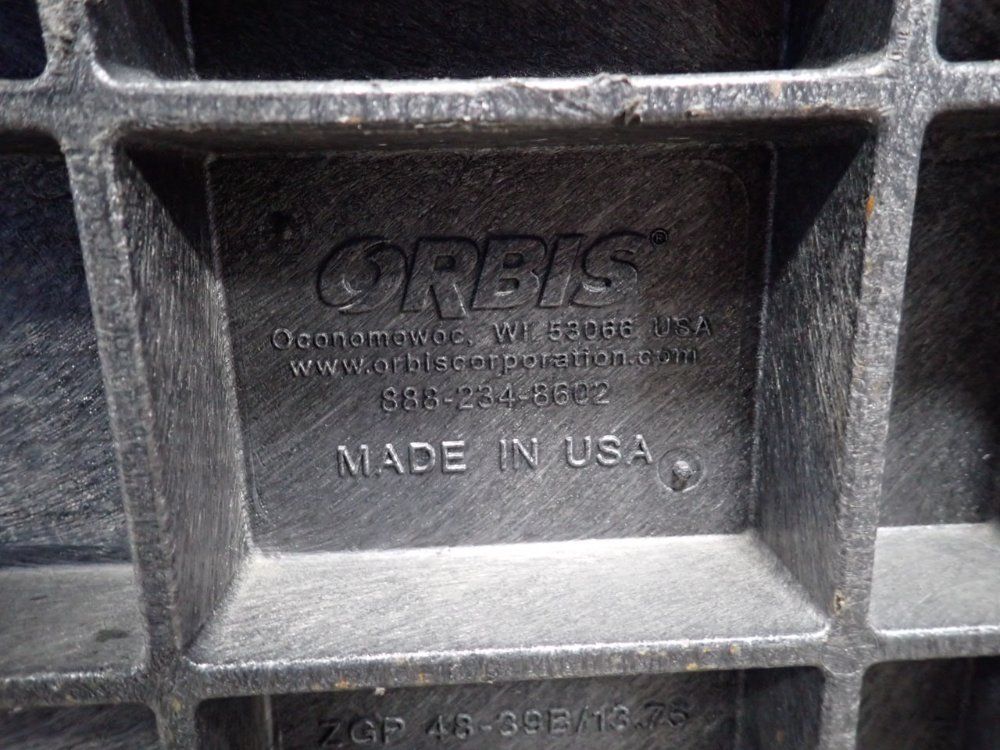 ORBIS®
Oconomowoc, WI 53066 USA
www.orbiscorporation.com
888-234-8602
MADE IN USA
ZGP 48-39B/13.75